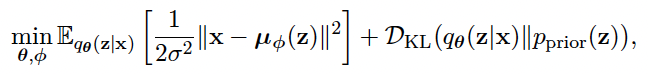 min_{θ,ϕ} 𝔼_{q_θ(z|x)} [ 1/(2σ²) ‖x − μ_ϕ(z)‖² ] + 𝒟_KL(q_θ(z|x)‖p_prior(z)),